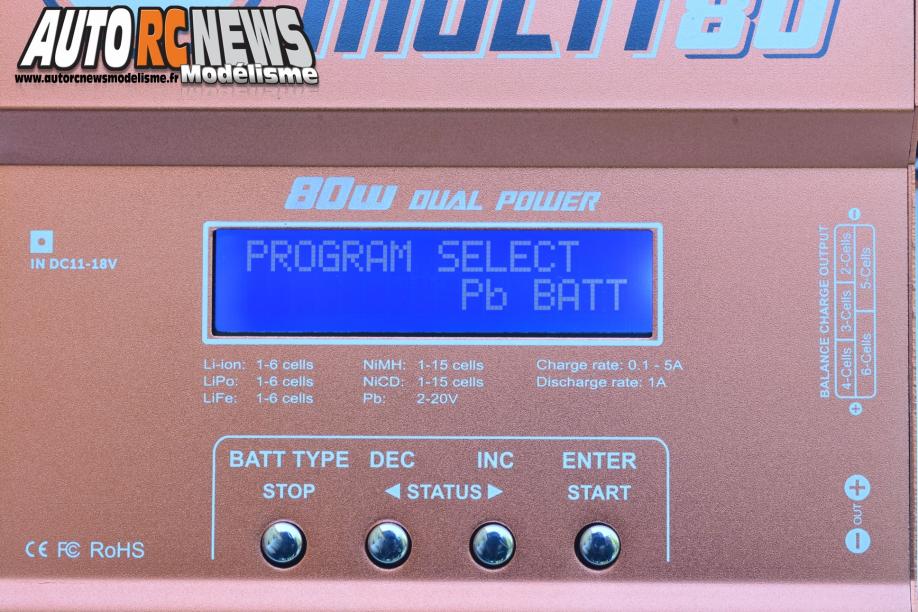 AUTORCNEWS
www.autorcnewsmodelisme.fr Modélisme
MULTI 80
80W DUAL POWER
IN DC11-18V
PROGRAM SELECT
Pb BATT
Li-ion: 1-6 cells
LiPo: 1-6 cells
LiFe: 1-6 cells
NiMH: 1-15 cells
NiCD: 1-15 cells
Pb: 2-20V
Charge rate: 0.1 - 5A
Discharge rate: 1A
BALANCE CHARGE OUTPUT
2-Cells
3-Cells
4-Cells
5-Cells
6-Cells
BATT TYPE DEC INC ENTER
STOP ◀ STATUS ▶ START
CE FC RoHS
+ OUT −